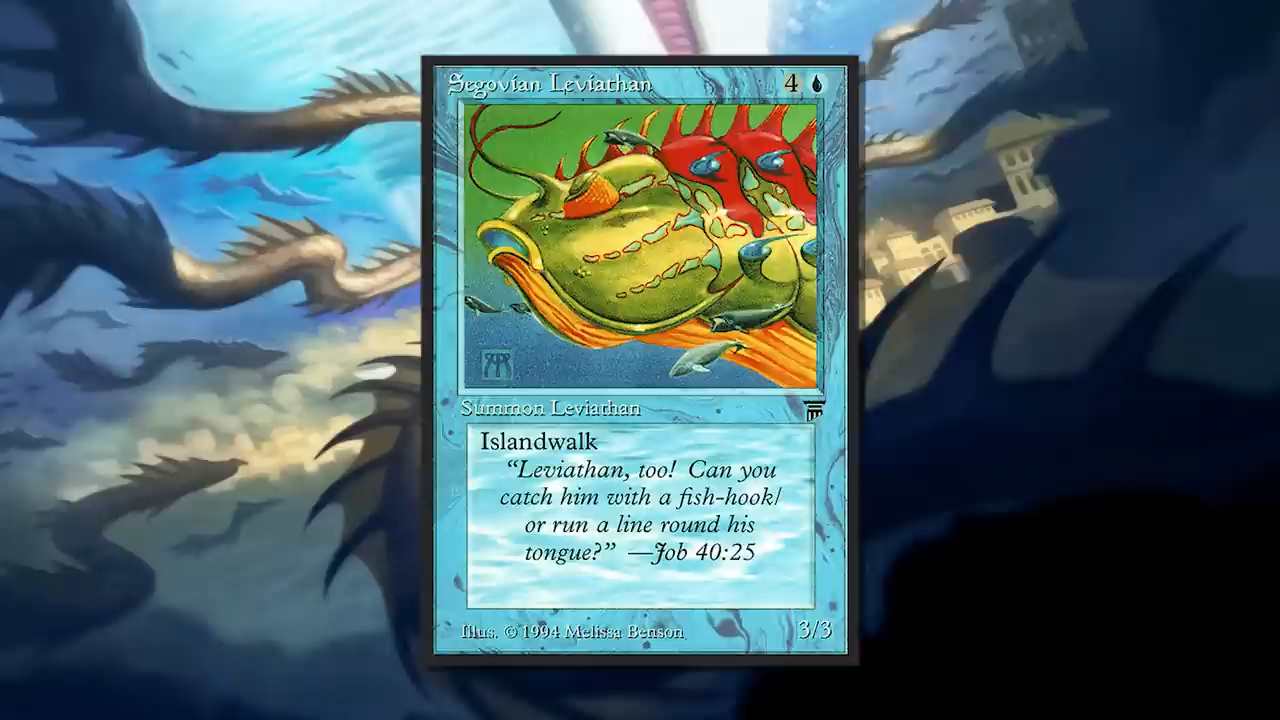 Segovian Leviathan 4
Summon Leviathan
Islandwalk
“Leviathan, too! Can you
catch him with a fish-hook/
or run a line round his
tongue?” —Job 40:25
Illus. © 1994 Melissa Benson 3/3